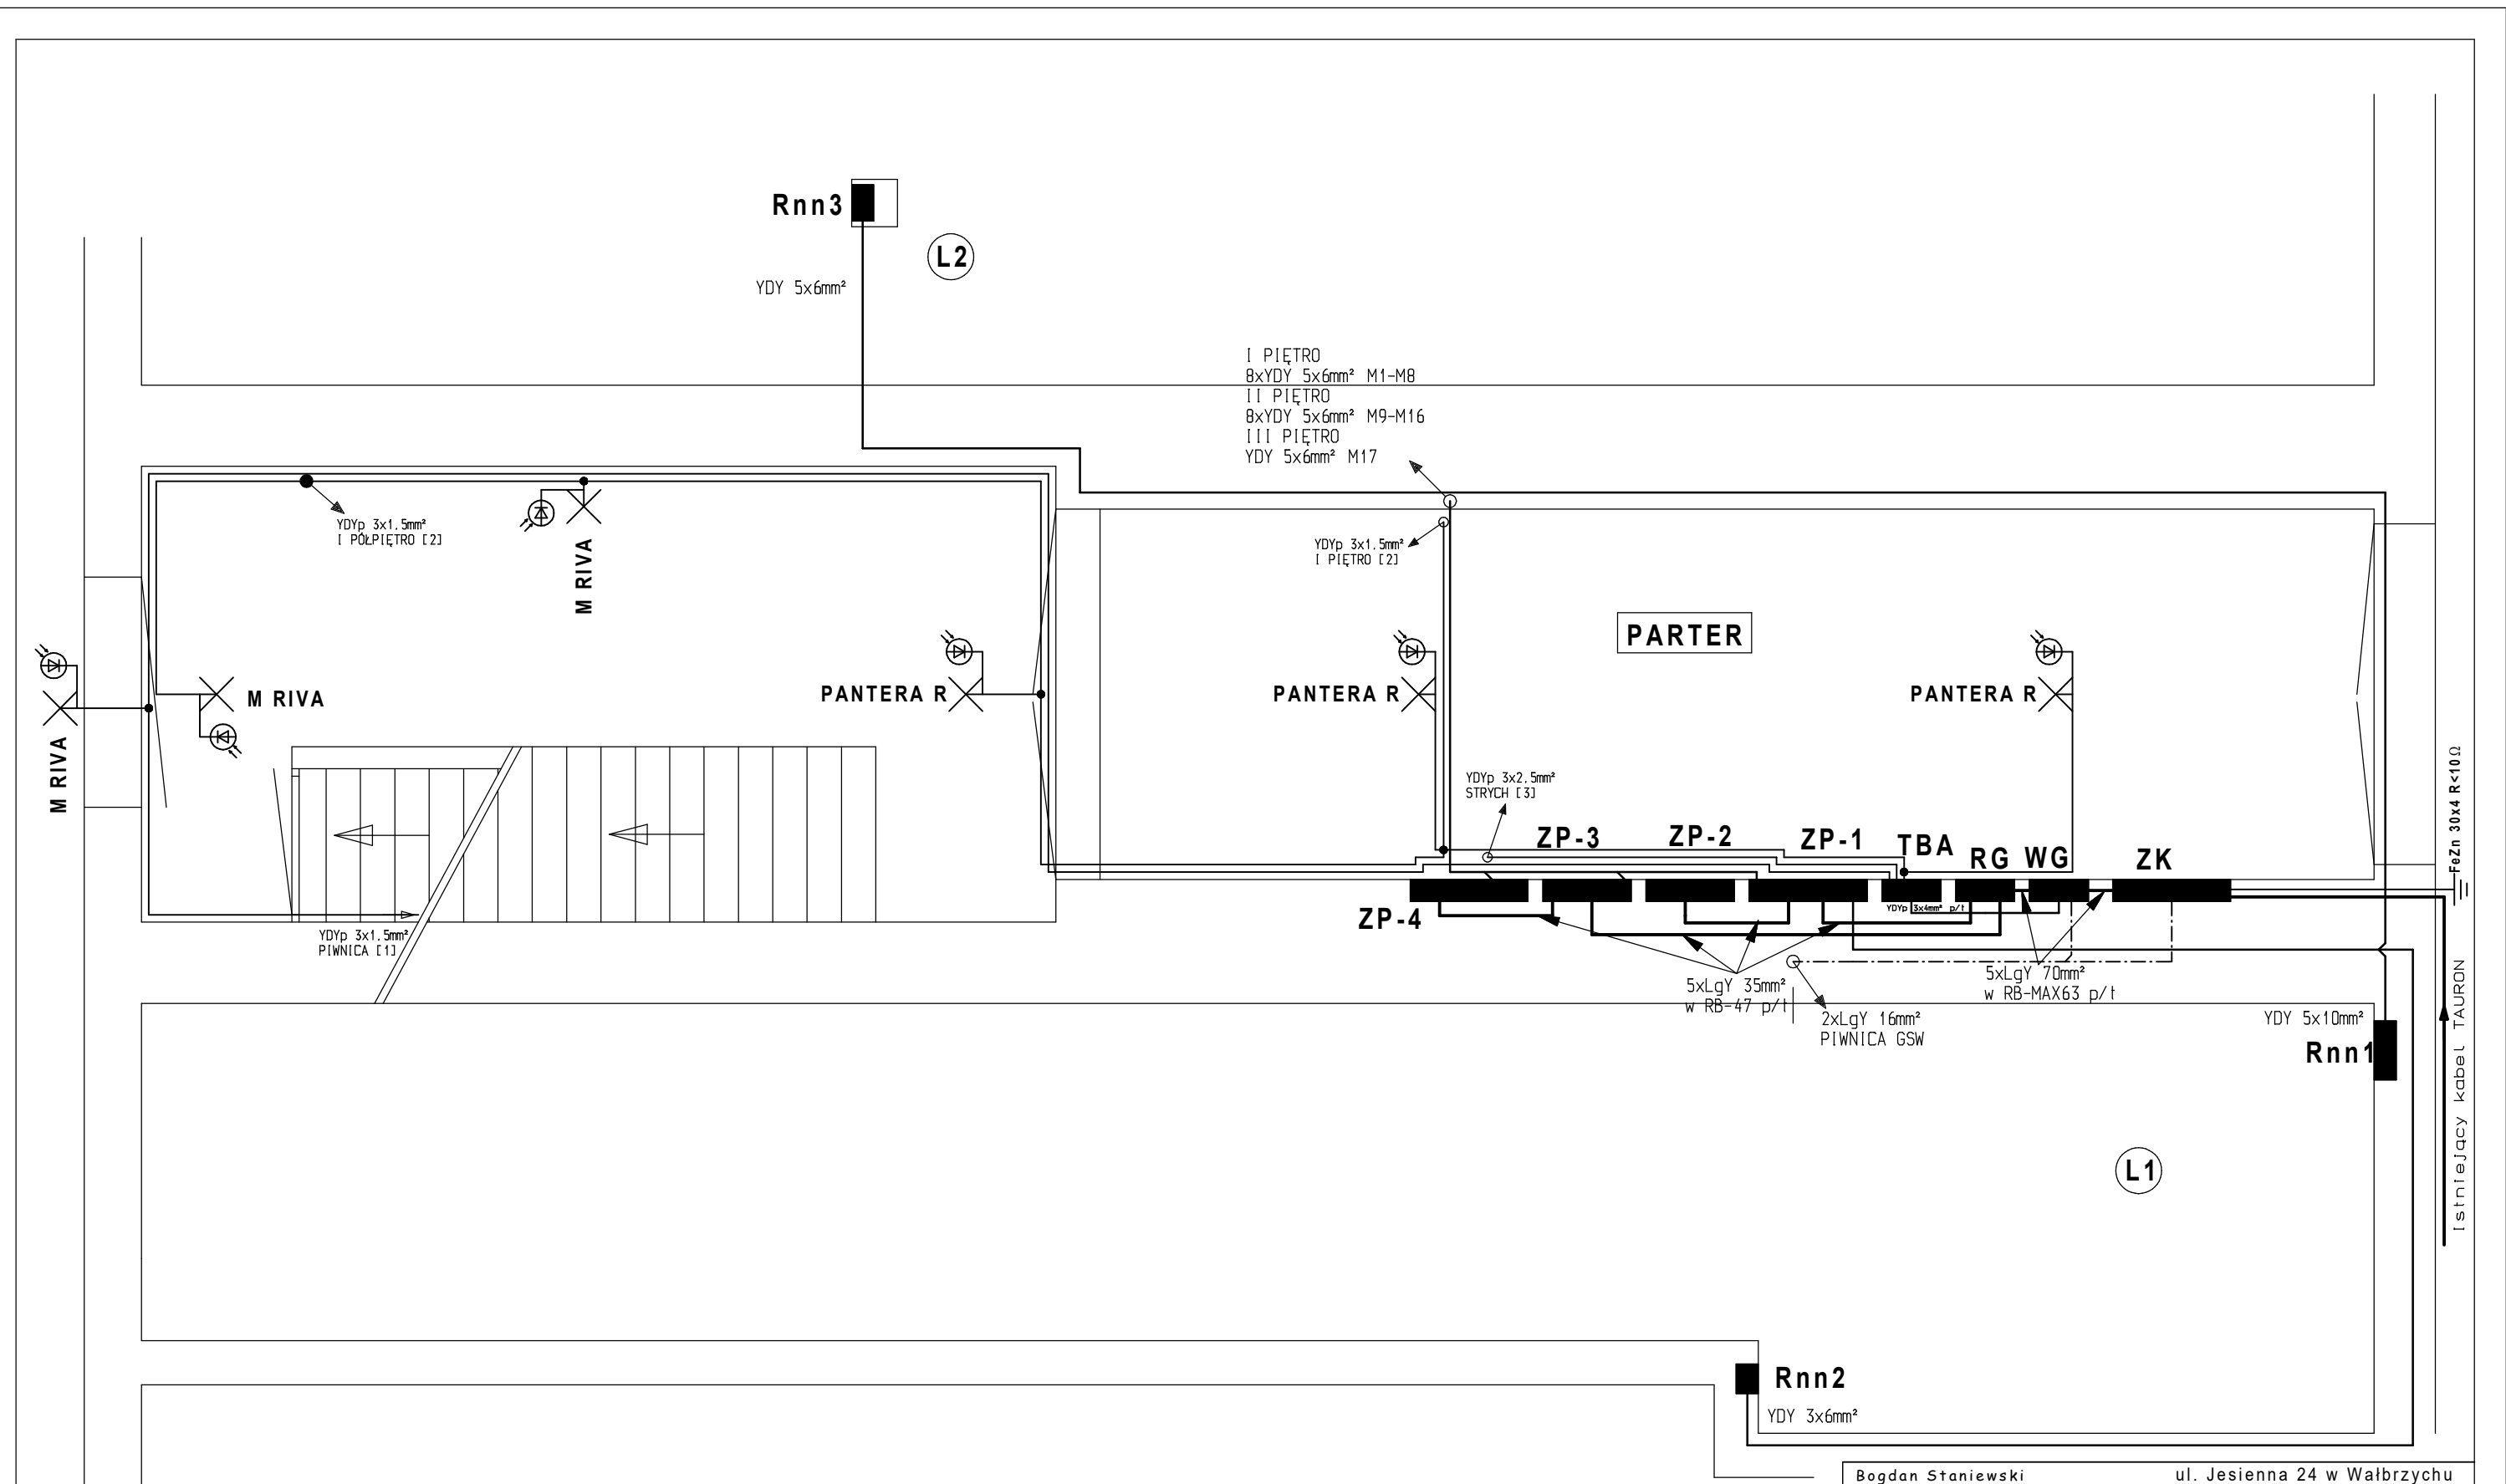 Rnn3
L2
YDY 5x6mm²
I PIĘTRO
8xYDY 5x6mm² M1-M8
II PIĘTRO
8xYDY 5x6mm² M9-M16
III PIĘTRO
YDY 5x6mm² M17
YDYp 3x1.5mm²
I PÓŁPIĘTRO [2]
M RIVA
YDYp 3x1.5mm²
I PIĘTRO [2]
PARTER
M RIVA
M RIVA
PANTERA R
PANTERA R
PANTERA R
FeZn 30x4 R<10Ω
YDYp 3x2.5mm²
STRYCH [3]
ZP-3
ZP-2
ZP-1
TBA
RG
WG
ZK
ZP-4
YDYp 3x4mm² p/t
YDYp 3x1.5mm²
PIWNICA [1]
5xLgY 35mm²
w RB-47 p/t
5xLgY 70mm²
w RB-MAX63 p/t
2xLgY 16mm²
PIWNICA GSW
YDY 5x10mm²
Rnn1
Istniejący kabel TAURON
L1
Rnn2
YDY 3x6mm²
Bogdan Staniewski
ul. Jesienna 24 w Wałbrzychu